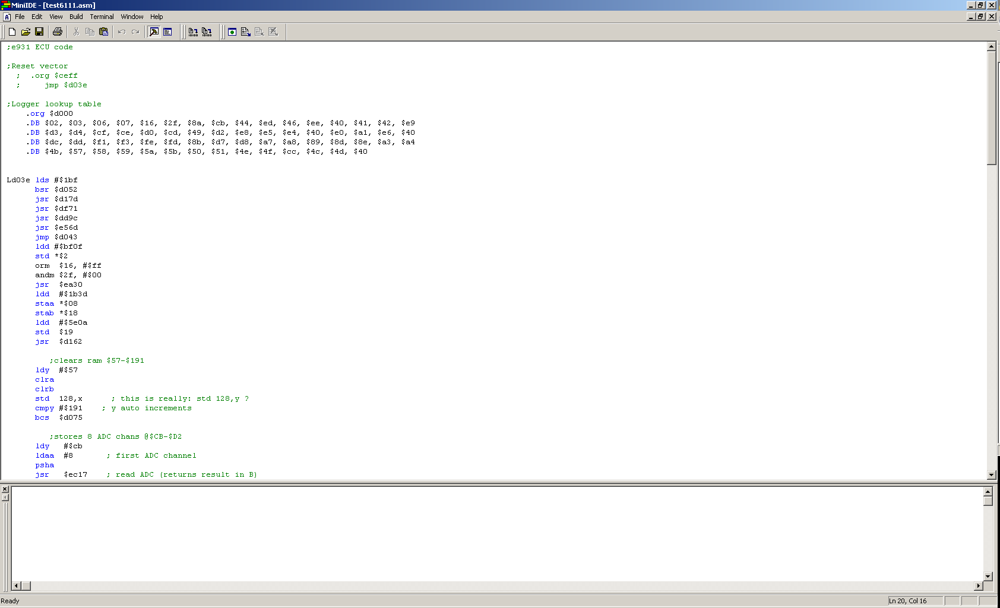 MiniIDE - [test6111.asm]
File Edit View Build Terminal Window Help
;e931 ECU code
;Reset vector
; .org $ceff
; jmp $d03e
;Logger lookup table
.org $d000
.DB $02, $03, $06, $07, $16, $2f, $8a, $cb, $44, $ed, $46, $ee, $40, $41, $42, $e9
.DB $d3, $d4, $cf, $ce, $d0, $cd, $49, $d2, $e8, $e5, $e4, $40, $e0, $a1, $e6, $40
.DB $dc, $dd, $f1, $f3, $fe, $fd, $8b, $d7, $d8, $a7, $a8, $89, $8d, $8e, $a3, $a4
.DB $4b, $57, $58, $59, $5a, $5b, $50, $51, $4e, $4f, $cc, $4c, $4d, $40
Ld03e lds #$1bf
bsr $d052
jsr $d17d
jsr $df71
jsr $dd9c
jsr $e56d
jmp $d043
ldd #$bf0f
std *$2
orm $16, #$ff
andm $2f, #$00
jsr $ea30
ldd #$1b3d
staa *$08
stab *$18
ldd #$5e0a
std $19
jsr $d162
;clears ram $57-$191
ldy #$57
clra
clrb
std 128,x ; this is really: std 128,y ?
cmpy #$191 ; y auto increments
bcs $d075
;stores 8 ADC chans @$CB-$D2
ldy #$cb
ldaa #8 ; first ADC channel
psha
jsr $ec17 ; read ADC (returns result in B)
Ready
Ln 20, Col 16